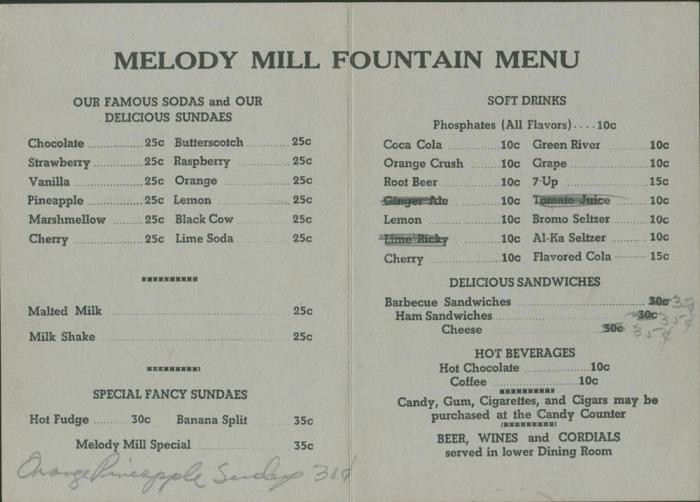 MELODY MILL FOUNTAIN MENU
OUR FAMOUS SODAS and OUR
DELICIOUS SUNDAES
Chocolate 25c Butterscotch 25c
Strawberry 25c Raspberry 25c
Vanilla 25c Orange 25c
Pineapple 25c Lemon 25c
Marshmellow 25c Black Cow 25c
Cherry 25c Lime Soda 25c
Malted Milk 25c
Milk Shake 25c
SPECIAL FANCY SUNDAES
Hot Fudge 30c Banana Split 35c
Melody Mill Special 35c
Orange Pineapple Sunday 30¢
SOFT DRINKS
Phosphates (All Flavors) .... 10c
Coca Cola 10c Green River 10c
Orange Crush 10c Grape 10c
Root Beer 10c 7-Up 15c
Ginger Ale 10c Tomato Juice 10c
Lemon 10c Bromo Seltzer 10c
Lime Ricky 10c Al-Ka Seltzer 10c
Cherry 10c Flavored Cola 15c
DELICIOUS SANDWICHES
Barbecue Sandwiches 30c 35¢
Ham Sandwiches 30c 35¢
Cheese 30c 35¢
HOT BEVERAGES
Hot Chocolate 10c
Coffee 10c
Candy, Gum, Cigarettes, and Cigars may be
purchased at the Candy Counter
BEER, WINES and CORDIALS
served in lower Dining Room